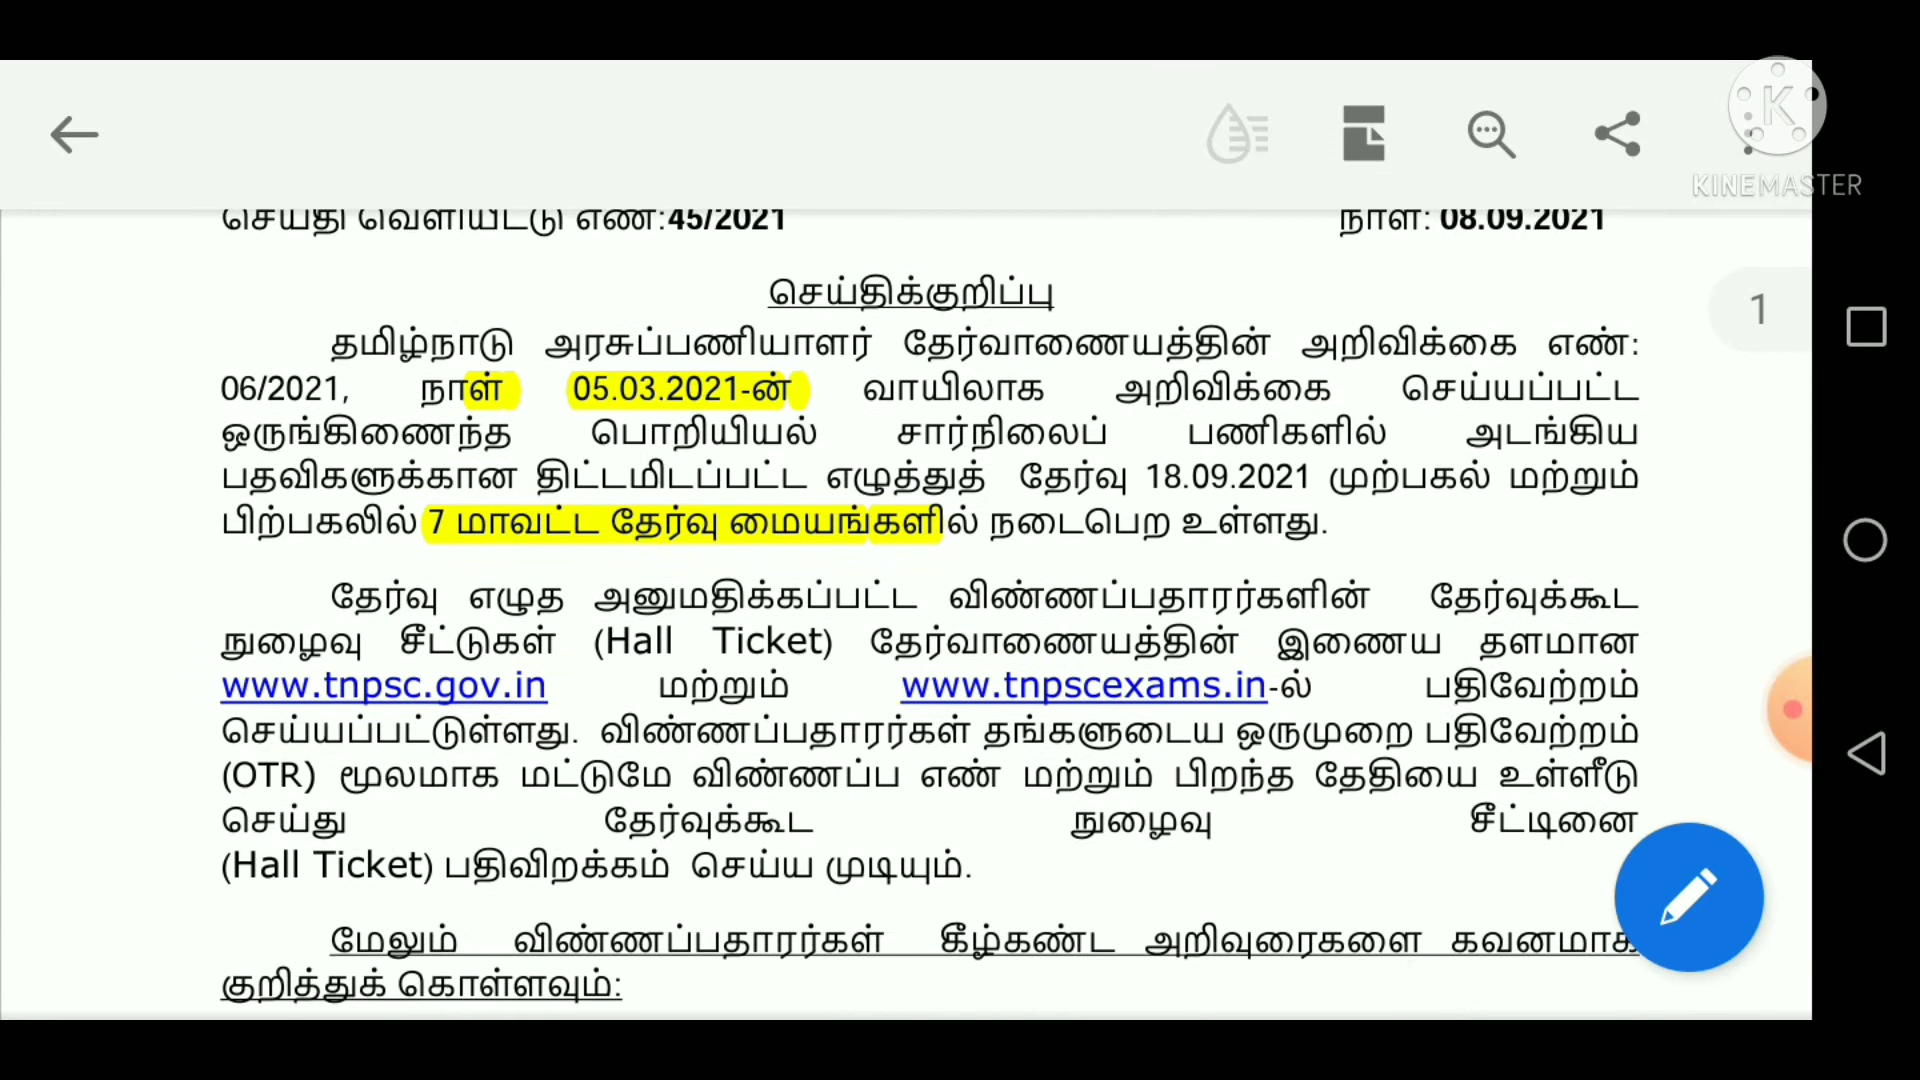 KINEMASTER
செய்தி வெளியீட்டு எண்:45/2021 நாள்: 08.09.2021
செய்திக்குறிப்பு
1
தமிழ்நாடு அரசுப்பணியாளர் தேர்வாணையத்தின் அறிவிக்கை எண்:
06/2021, நாள் 05.03.2021-ன் வாயிலாக அறிவிக்கை செய்யப்பட்ட
ஒருங்கிணைந்த பொறியியல் சார்நிலைப் பணிகளில் அடங்கிய
பதவிகளுக்கான திட்டமிடப்பட்ட எழுத்துத் தேர்வு 18.09.2021 முற்பகல் மற்றும்
பிற்பகலில் 7 மாவட்ட தேர்வு மையங்களில் நடைபெற உள்ளது.
தேர்வு எழுத அனுமதிக்கப்பட்ட விண்ணப்பதாரர்களின் தேர்வுக்கூட
நுழைவு சீட்டுகள் (Hall Ticket) தேர்வாணையத்தின் இணைய தளமான
www.tnpsc.gov.in மற்றும் www.tnpscexams.in-ல் பதிவேற்றம்
செய்யப்பட்டுள்ளது. விண்ணப்பதாரர்கள் தங்களுடைய ஒருமுறை பதிவேற்றம்
(OTR) மூலமாக மட்டுமே விண்ணப்ப எண் மற்றும் பிறந்த தேதியை உள்ளீடு
செய்து தேர்வுக்கூட நுழைவு சீட்டினை
(Hall Ticket) பதிவிறக்கம் செய்ய முடியும்.
மேலும் விண்ணப்பதாரர்கள் கீழ்கண்ட அறிவுரைகளை கவனமாக
குறித்துக் கொள்ளவும்: